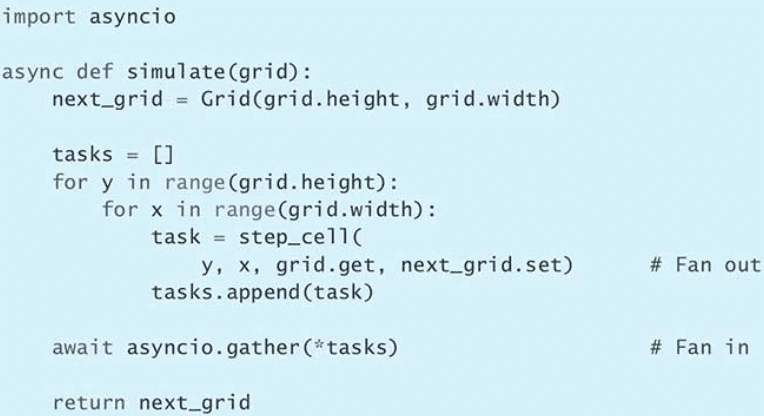 import asyncio

async def simulate(grid):
    next_grid = Grid(grid.height, grid.width)

    tasks = []
    for y in range(grid.height):
        for x in range(grid.width):
            task = step_cell(
                y, x, grid.get, next_grid.set)      # Fan out
            tasks.append(task)

    await asyncio.gather(*tasks)                    # Fan in

    return next_grid